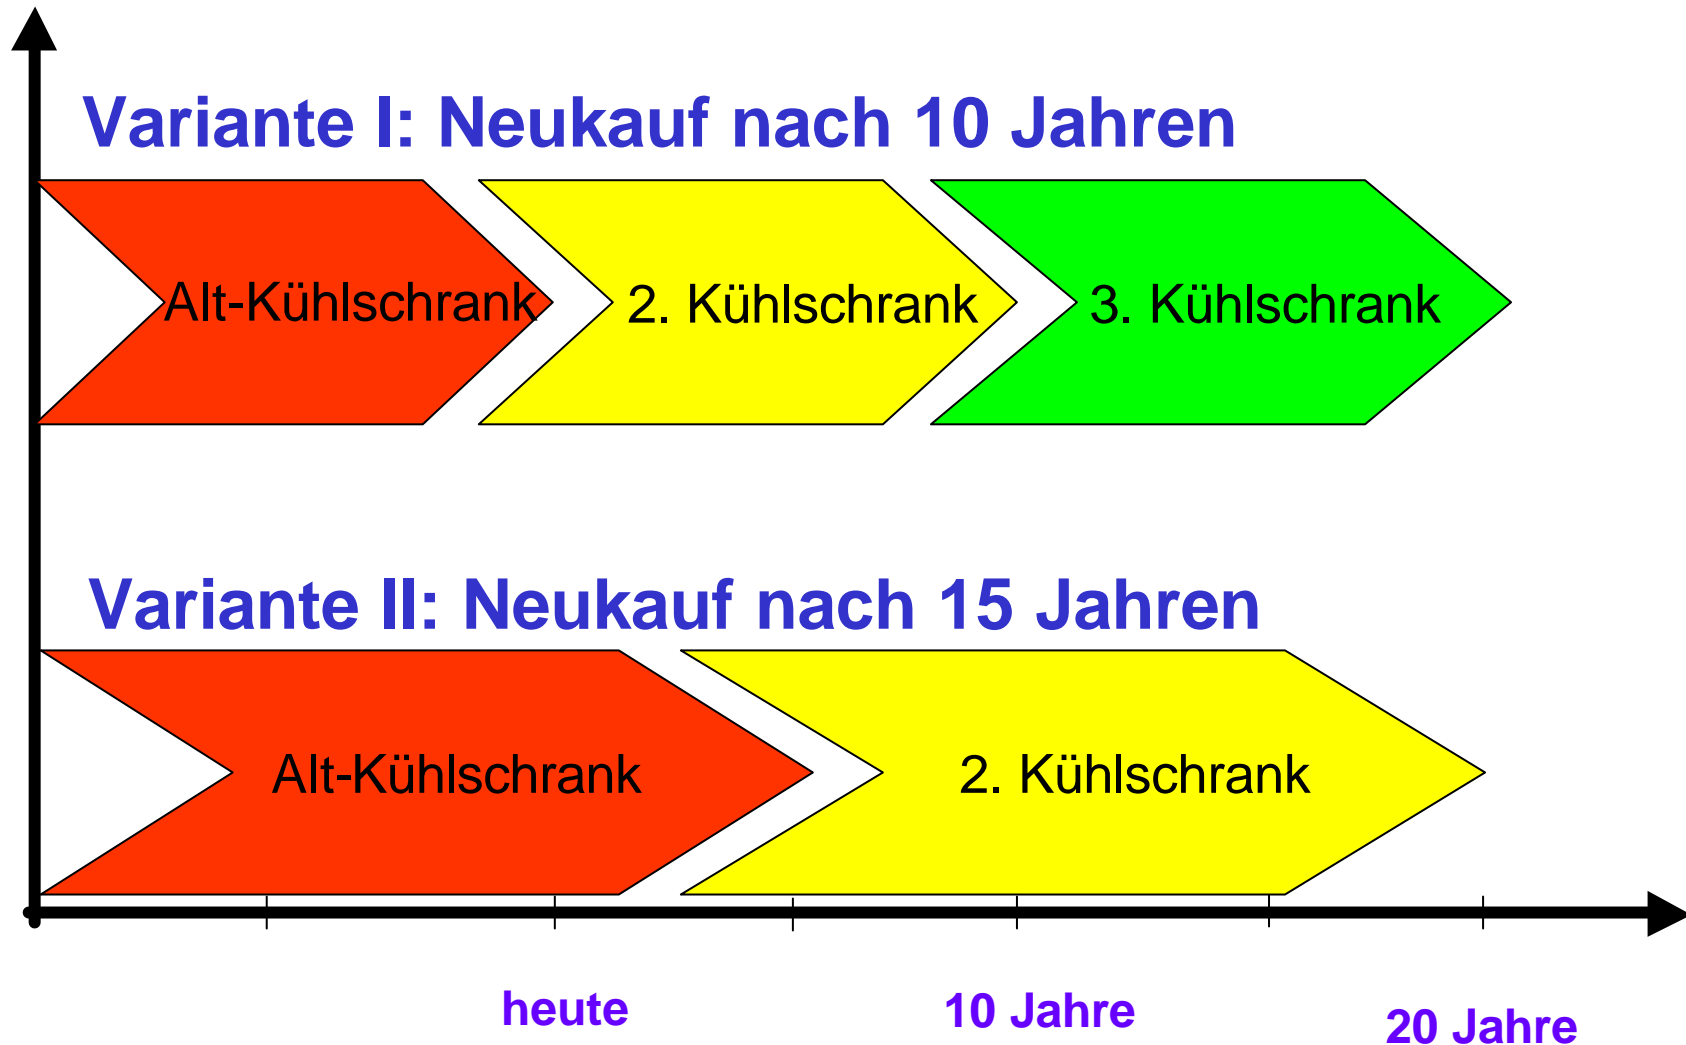 Variante I: Neukauf nach 10 Jahren
Alt-Kühlschrank
2. Kühlschrank
3. Kühlschrank
Variante II: Neukauf nach 15 Jahren
Alt-Kühlschrank
2. Kühlschrank
heute
10 Jahre
20 Jahre